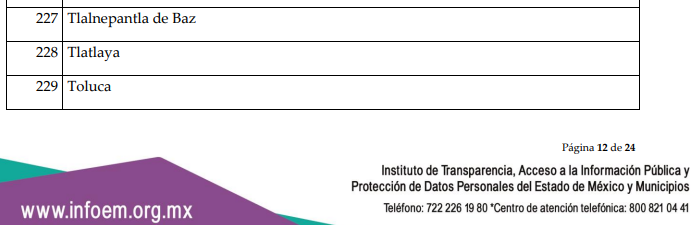 227 Tlalnepantla de Baz
228 Tlatlaya
229 Toluca
Página 12 de 24
Instituto de Transparencia, Acceso a la Información Pública y
Protección de Datos Personales del Estado de México y Municipios
www.infoem.org.mx
Teléfono: 722 226 19 80 *Centro de atención telefónica: 800 821 04 41